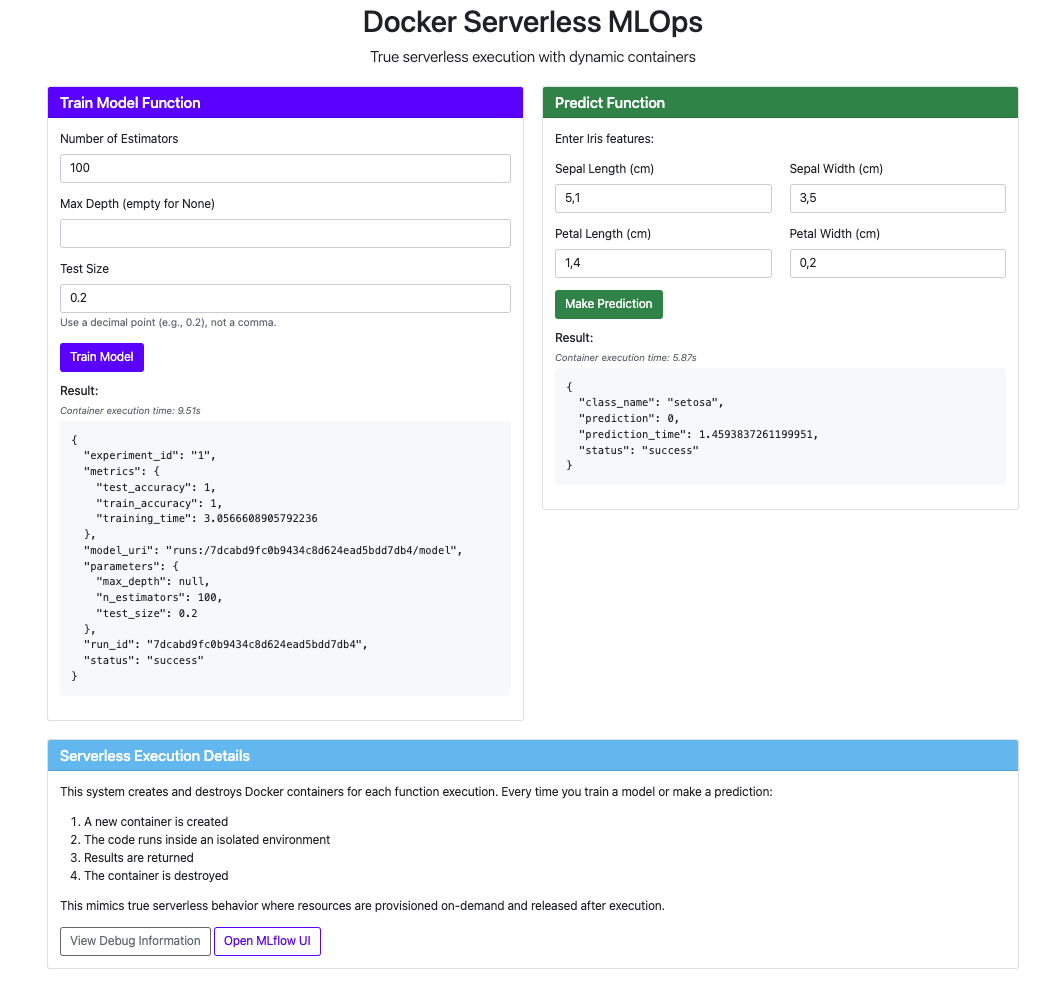 Docker Serverless MLOps
True serverless execution with dynamic containers
Train Model Function
Number of Estimators
100
Max Depth (empty for None)
Test Size
0.2
Use a decimal point (e.g., 0.2), not a comma.
Train Model
Result:
Container execution time: 9.51s
{
  "experiment_id": "1",
  "metrics": {
    "test_accuracy": 1,
    "train_accuracy": 1,
    "training_time": 3.0566608905792236
  },
  "model_uri": "runs:/7dcabd9fc0b9434c8d624ead5bdd7db4/model",
  "parameters": {
    "max_depth": null,
    "n_estimators": 100,
    "test_size": 0.2
  },
  "run_id": "7dcabd9fc0b9434c8d624ead5bdd7db4",
  "status": "success"
}
Predict Function
Enter Iris features:
Sepal Length (cm)
5,1
Sepal Width (cm)
3,5
Petal Length (cm)
1,4
Petal Width (cm)
0,2
Make Prediction
Result:
Container execution time: 5.87s
{
  "class_name": "setosa",
  "prediction": 0,
  "prediction_time": 1.4593837261199951,
  "status": "success"
}
Serverless Execution Details
This system creates and destroys Docker containers for each function execution. Every time you train a model or make a prediction:
1. A new container is created
2. The code runs inside an isolated environment
3. Results are returned
4. The container is destroyed
This mimics true serverless behavior where resources are provisioned on-demand and released after execution.
View Debug Information
Open MLflow UI